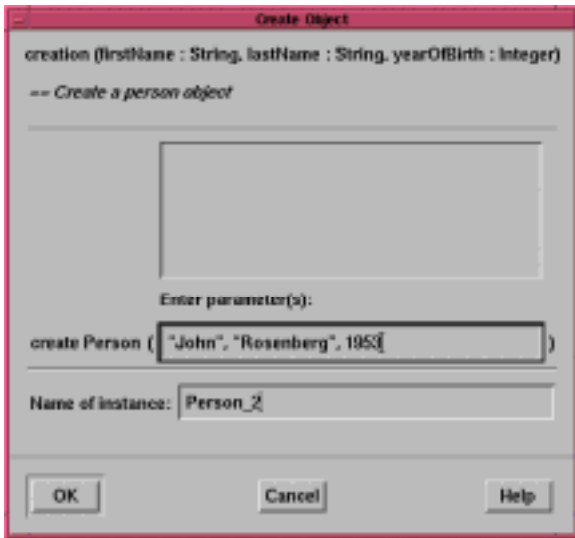 Create Object
creation (firstName : String, lastName : String, yearOfBirth : Integer)
-- Create a person object
Enter parameter(s):
create Person ( "John", "Rosenberg", 1953 )
Name of instance: Person_2
OK Cancel Help